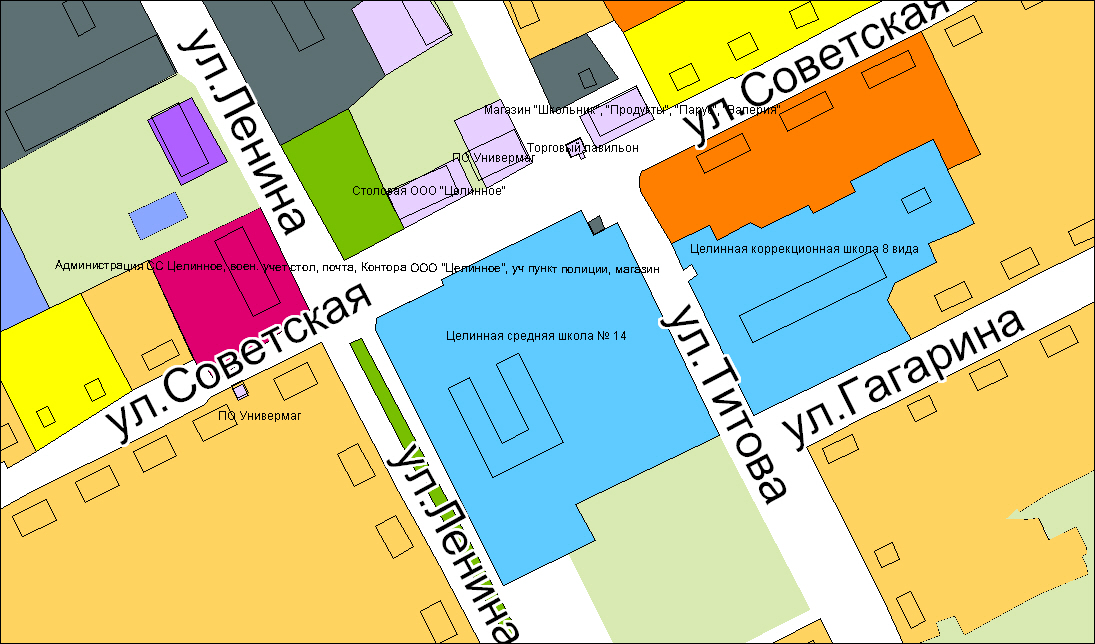 ул.Советская
ул.Ленина
Магазин "Школьник", "Продукты", "Парус", "Валерия"
Торговый павильон
ПО Универмаг
Столовая ООО "Целинное"
Целинная коррекционная школа 8 вида
Администрация СС Целинное, воен. учет стол, почта, Контора ООО "Целинное", уч пункт полиции, магазин
ул.Советская
Целинная средняя школа № 14
ул.Титова
ул.Гагарина
ПО Универмаг
ул.Ленина